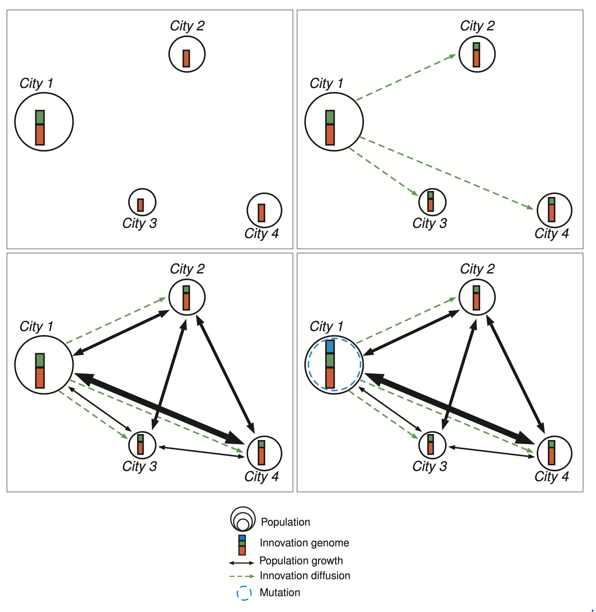 City 2
City 1
City 3
City 4
City 2
City 1
City 3
City 4
City 2
City 1
City 3
City 4
City 2
City 1
City 3
City 4
Population
Innovation genome
Population growth
Innovation diffusion
Mutation